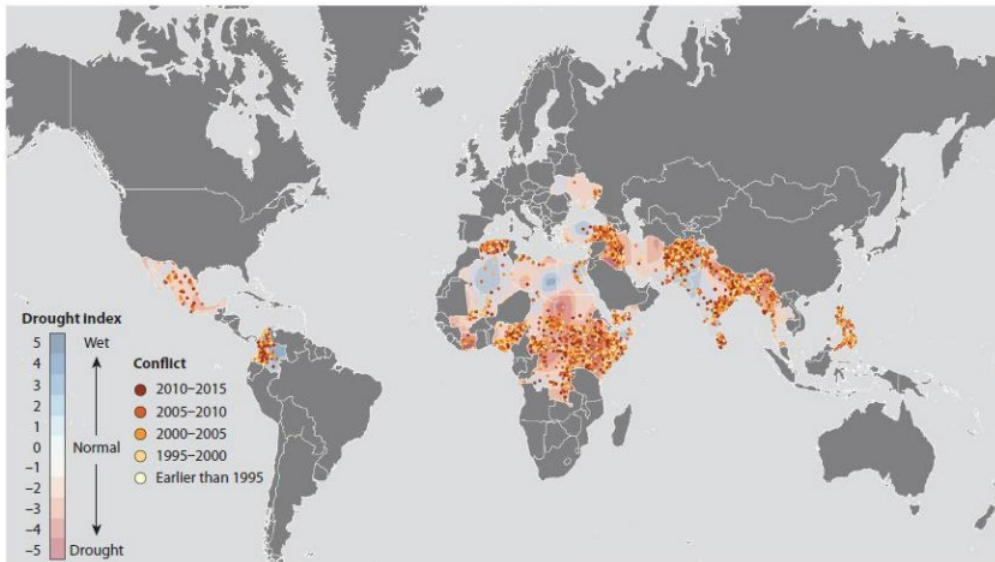 Drought Index
5
Wet
4
3
2
1
0
Normal
−1
−2
−3
−4
−5
Drought
Conflict
2010–2015
2005–2010
2000–2005
1995–2000
Earlier than 1995